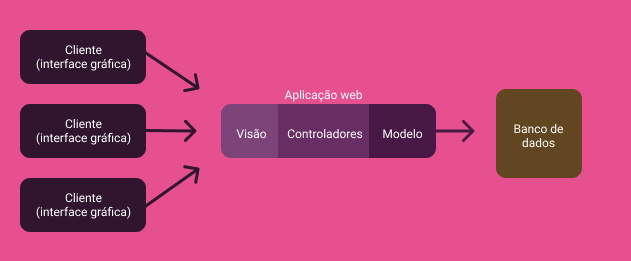 Cliente
(interface gráfica)
Cliente
(interface gráfica)
Cliente
(interface gráfica)
Aplicação web
Visão
Controladores
Modelo
Banco de
dados